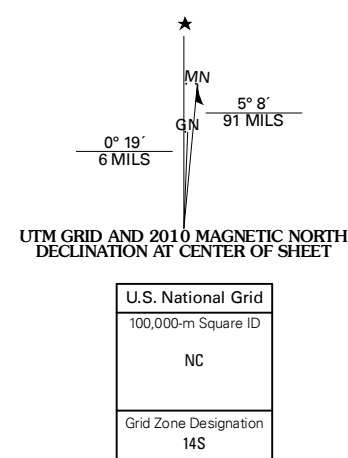 MN
GN
5° 8´
91 MILS
0° 19´
6 MILS
UTM GRID AND 2010 MAGNETIC NORTH
DECLINATION AT CENTER OF SHEET
U.S. National Grid
100,000-m Square ID
NC
Grid Zone Designation
14S